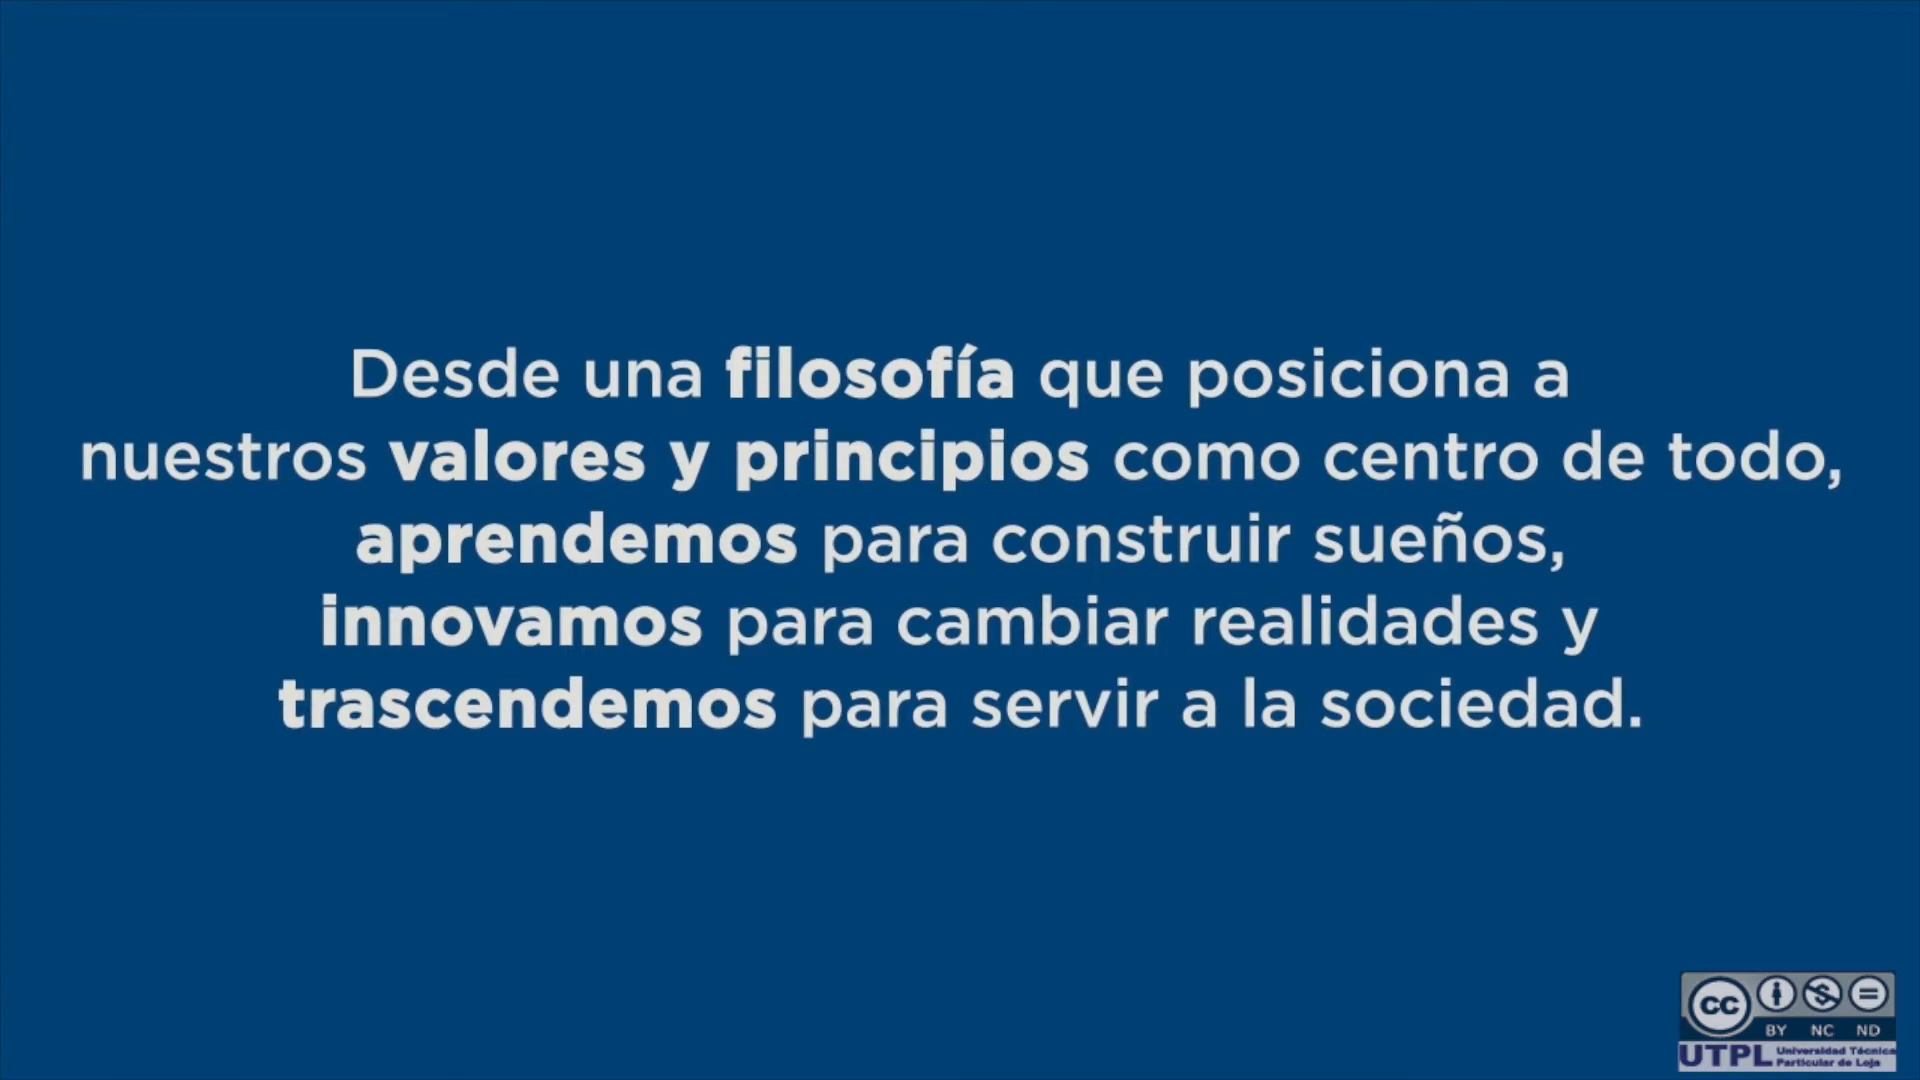 Desde una filosofía que posiciona a
nuestros valores y principios como centro de todo,
aprendemos para construir sueños,
innovamos para cambiar realidades y
trascendemos para servir a la sociedad.
cc
BY NC ND
UTPL Universidad Técnica
Particular de Loja